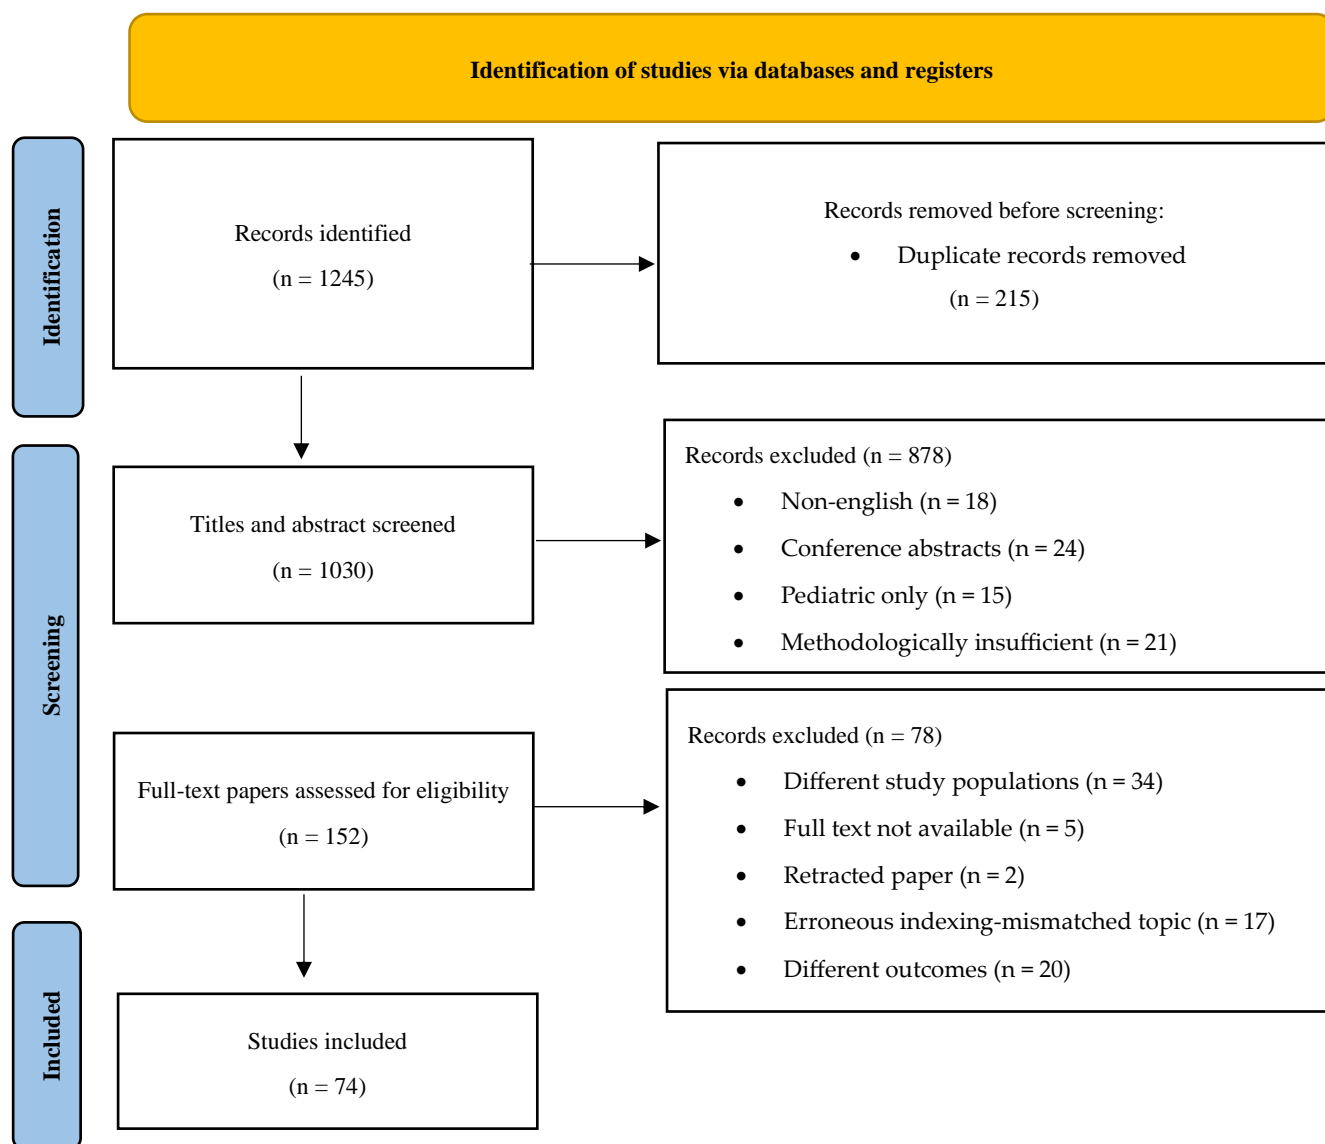 Identification of studies via databases and registers
Identification
Records identified
(n = 1245)
Records removed before screening:
• Duplicate records removed
(n = 215)
Screening
Titles and abstract screened
(n = 1030)
Records excluded (n = 878)
• Non-english (n = 18)
• Conference abstracts (n = 24)
• Pediatric only (n = 15)
• Methodologically insufficient (n = 21)
Full-text papers assessed for eligibility
(n = 152)
Records excluded (n = 78)
• Different study populations (n = 34)
• Full text not available (n = 5)
• Retracted paper (n = 2)
• Erroneous indexing-mismatched topic (n = 17)
• Different outcomes (n = 20)
Included
Studies included
(n = 74)